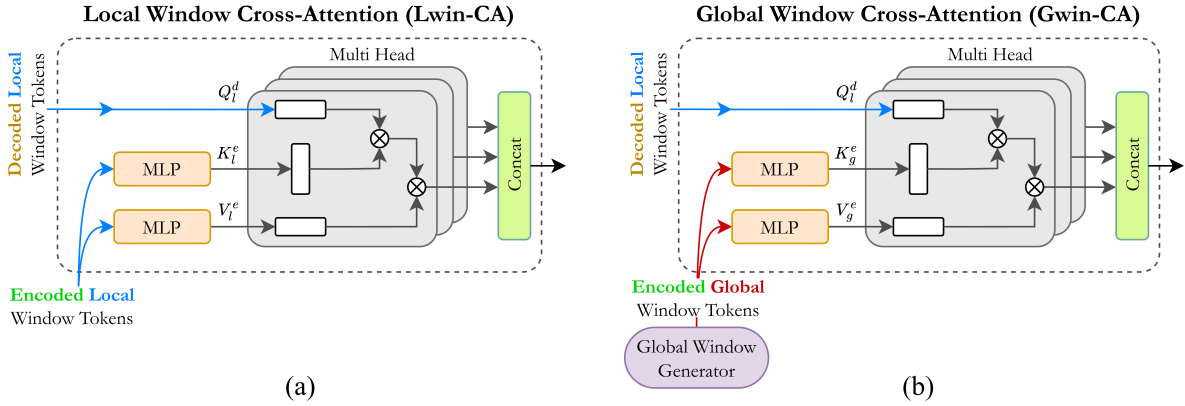 Local Window Cross-Attention (Lwin-CA)
Multi Head
Decoded Local
Window Tokens
Q_l^d
K_l^e
V_l^e
MLP
MLP
Concat
Encoded Local
Window Tokens
(a)
Global Window Cross-Attention (Gwin-CA)
Multi Head
Decoded Local
Window Tokens
Q_l^d
K_g^e
V_g^e
MLP
MLP
Concat
Encoded Global
Window Tokens
Global Window
Generator
(b)